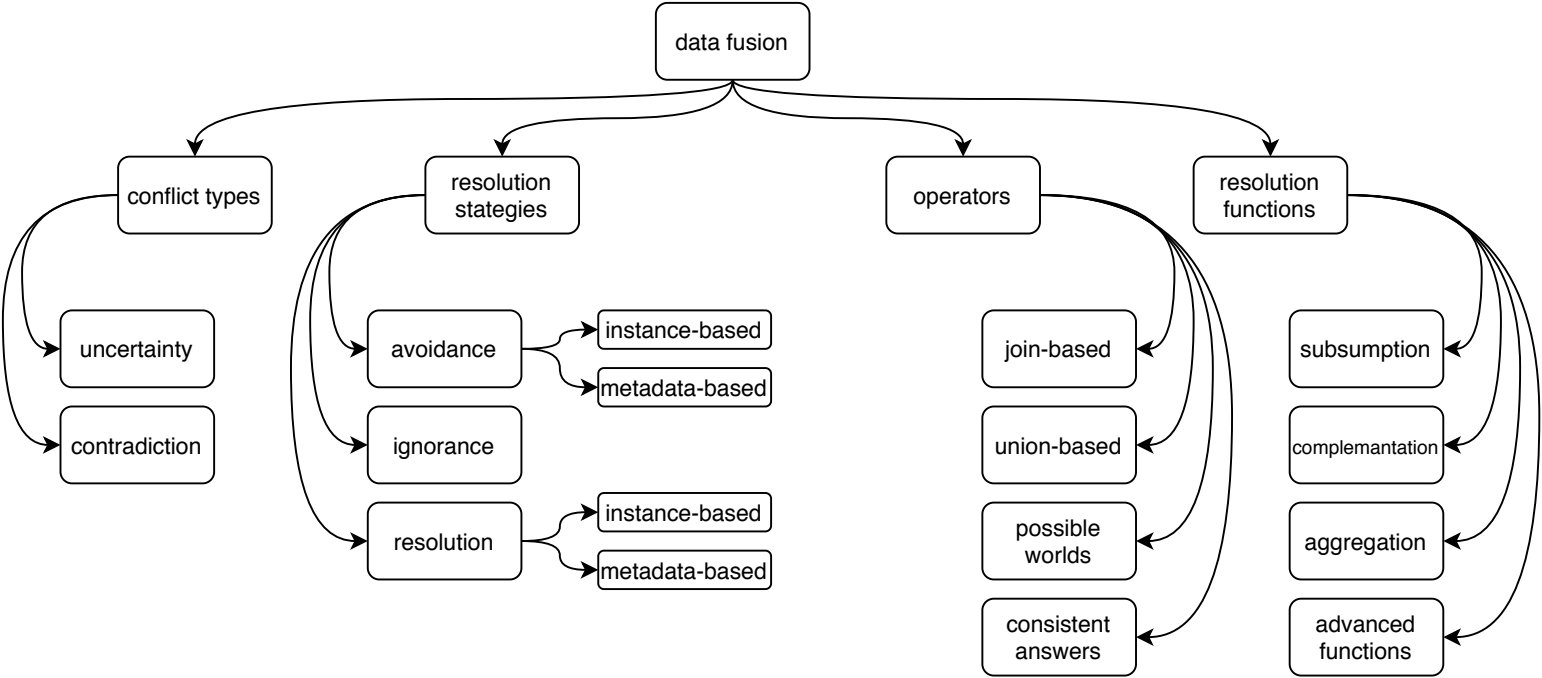 data fusion
conflict types
resolution
stategies
operators
resolution
functions
uncertainty
contradiction
avoidance
instance-based
metadata-based
ignorance
resolution
instance-based
metadata-based
join-based
union-based
possible
worlds
consistent
answers
subsumption
complemantation
aggregation
advanced
functions